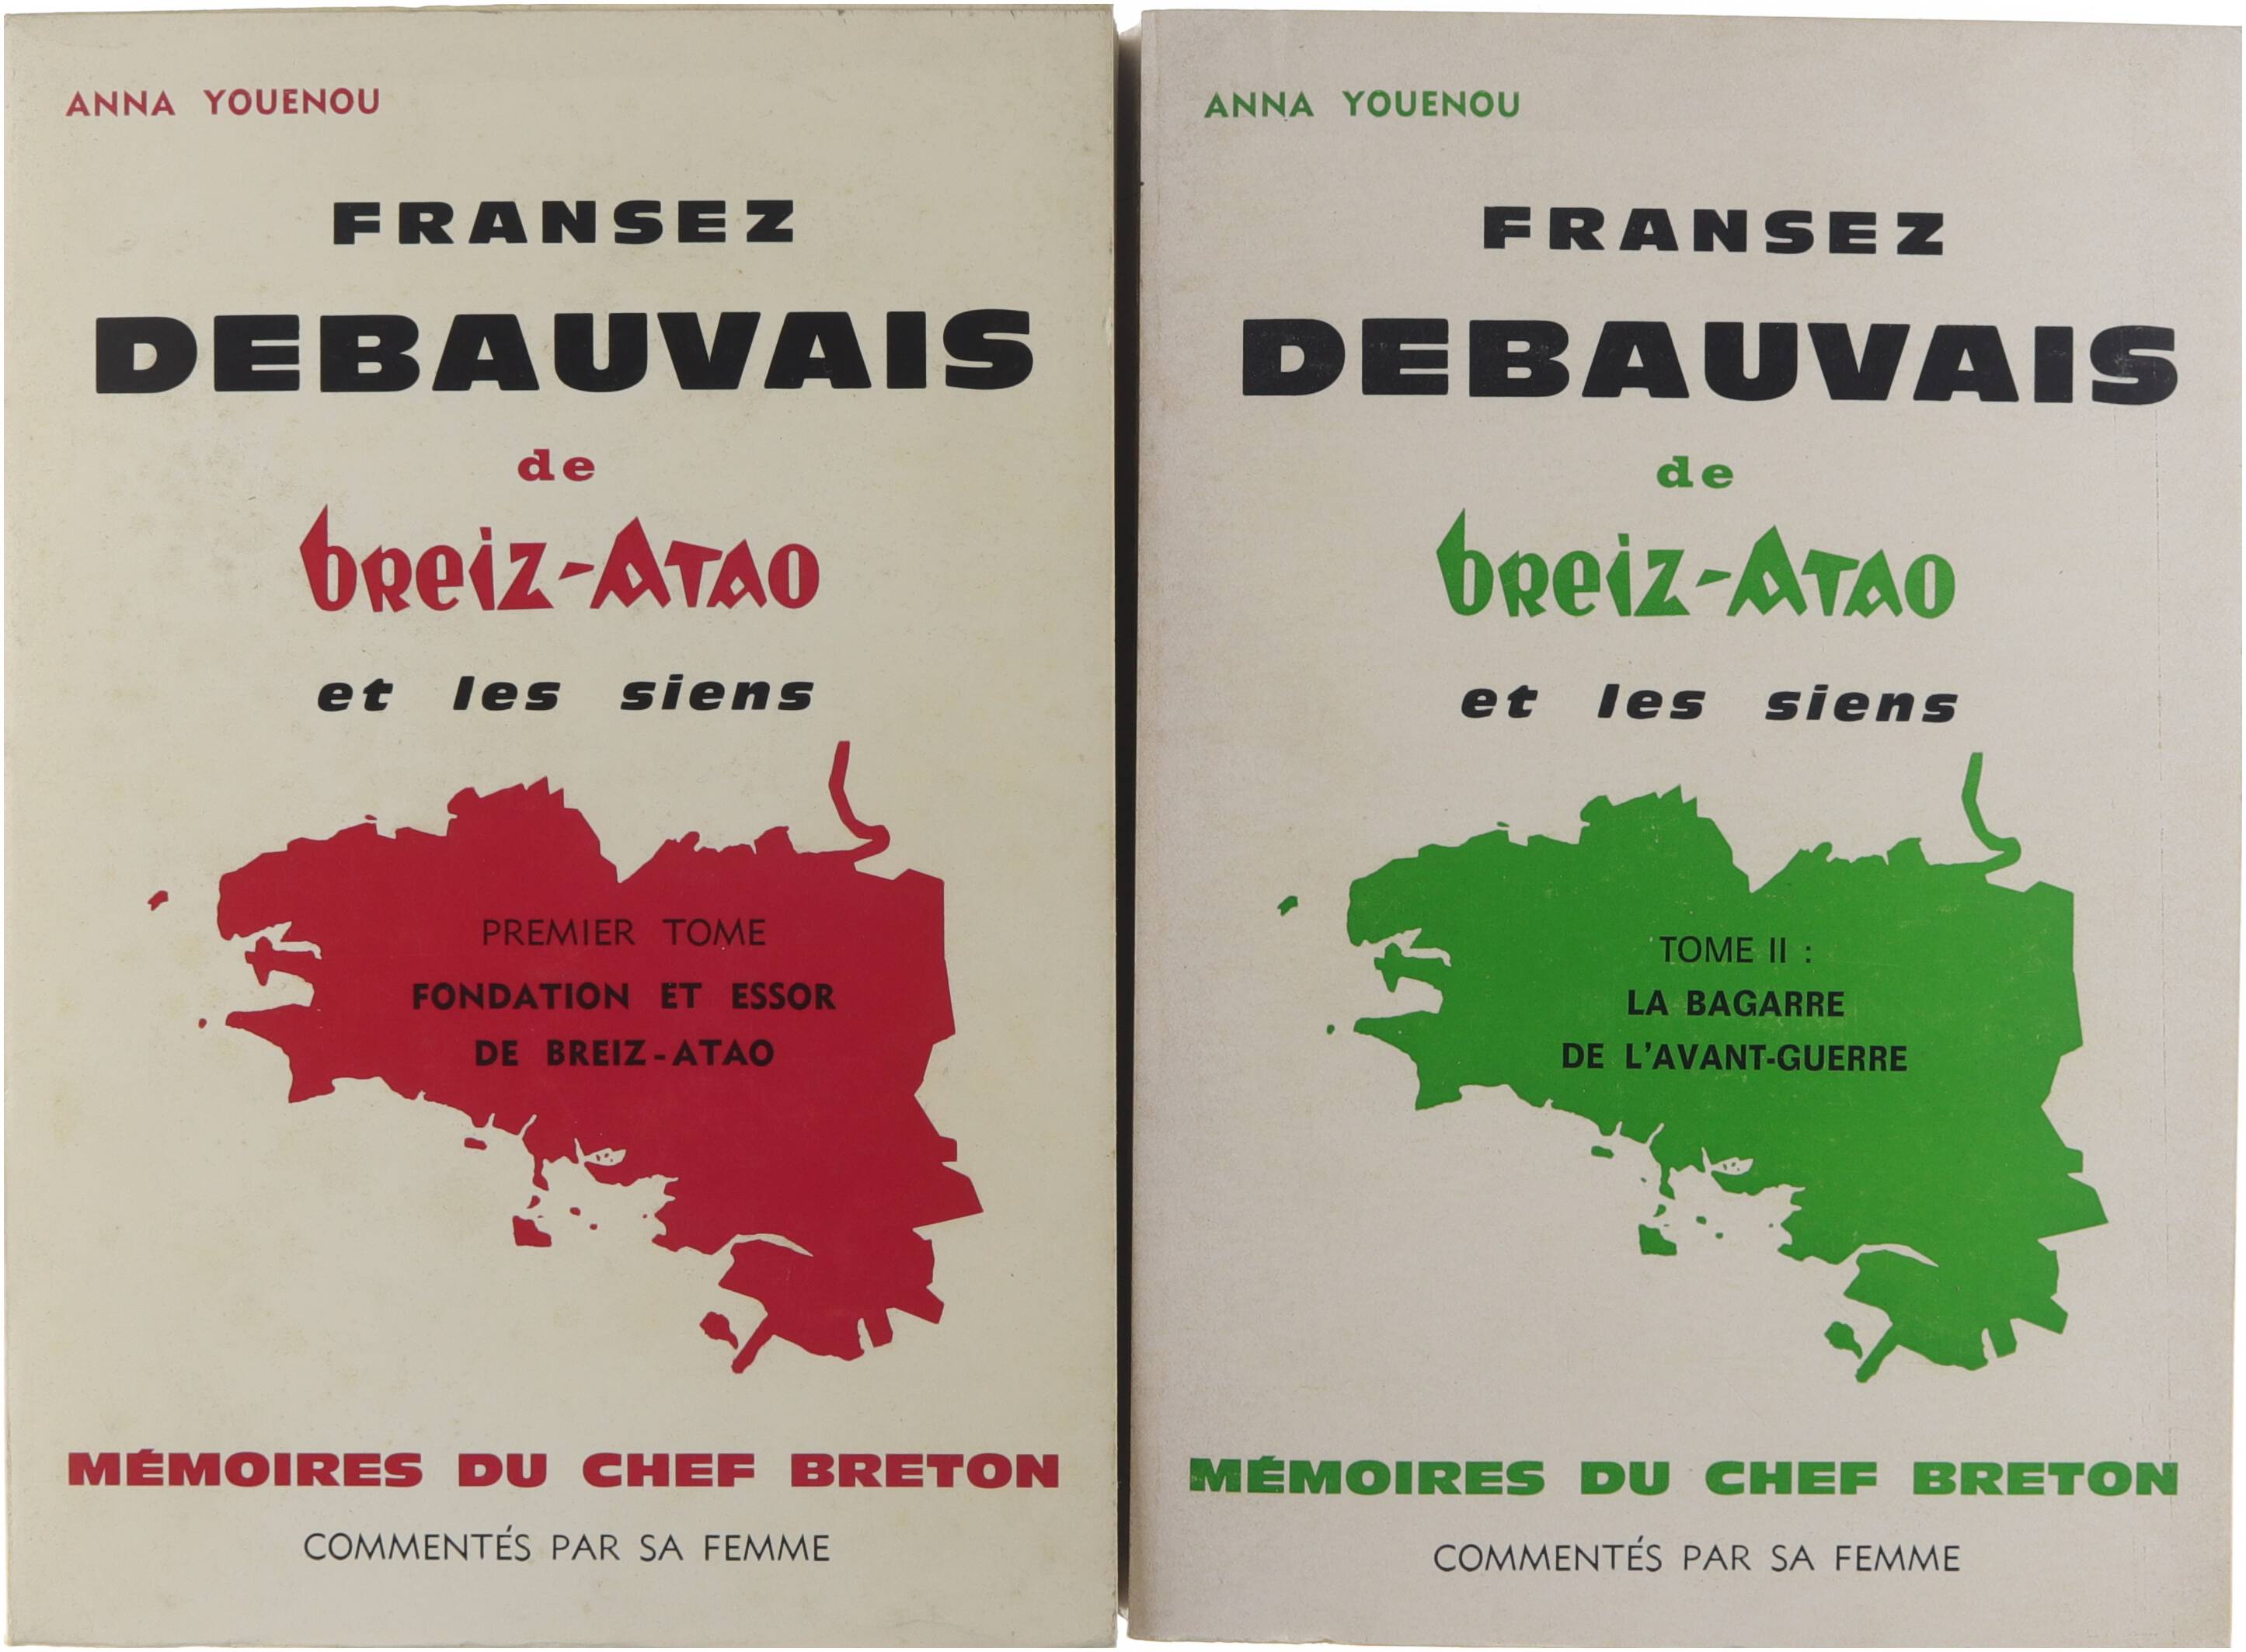 ANNA YOUENOU
FRANSEZ
DEBAUVAIS
de
breiz-ATAO
et les siens
PREMIER TOME
FONDATION ET ESSOR
DE BREIZ-ATAO
MÉMOIRES DU CHEF BRETON
COMMENTÉS PAR SA FEMME
ANNA YOUENOU
FRANSEZ
DEBAUVAIS
de
breiz-ATAO
et les siens
TOME II :
LA BAGARRE
DE L'AVANT-GUERRE
MÉMOIRES DU CHEF BRETON
COMMENTÉS PAR SA FEMME